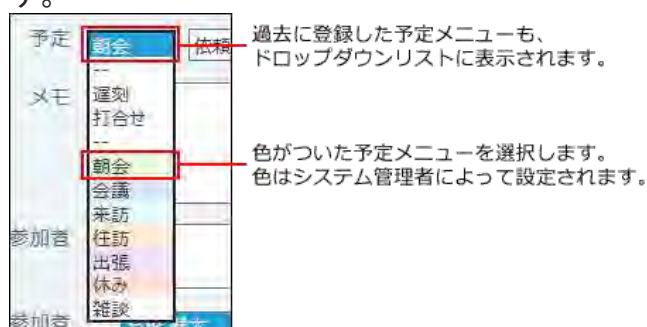 す。
予定
朝会
依頼
過去に登録した予定メニューも、
ドロップダウンリストに表示されます。
--
メモ
遅刻
打合せ
--
朝会
色がついた予定メニューを選択します。
色はシステム管理者によって設定されます。
会議
来訪
参加者
往訪
出張
休み
雑談
参加者